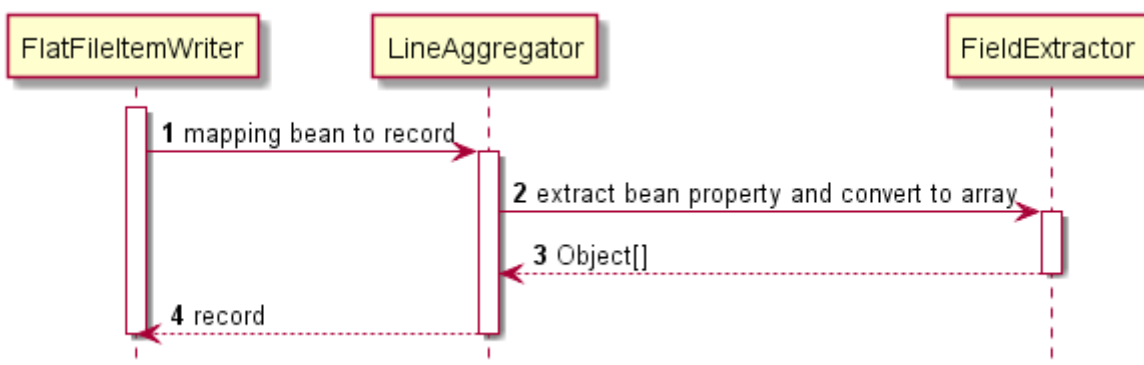 FlatFileItemWriter
LineAggregator
FieldExtractor
1 mapping bean to record
2 extract bean property and convert to array
3 Object[]
4 record